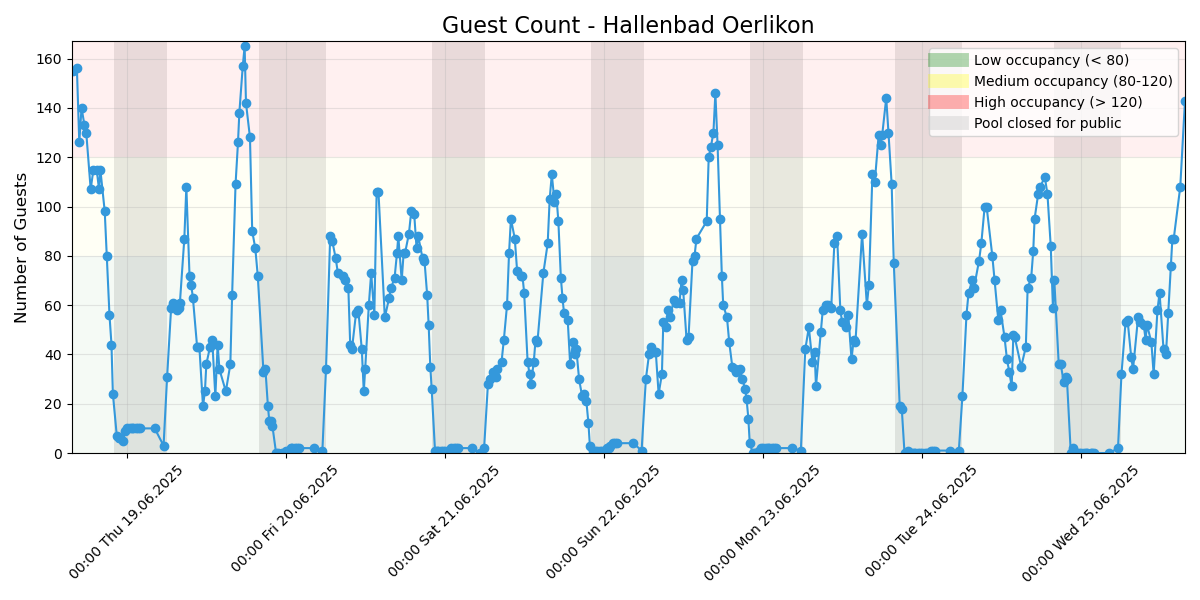 Guest Count - Hallenbad Oerlikon
Number of Guests
160
140
120
100
80
60
40
20
0
Low occupancy (< 80)
Medium occupancy (80-120)
High occupancy (> 120)
Pool closed for public
00:00 Thu 19.06.2025
00:00 Fri 20.06.2025
00:00 Sat 21.06.2025
00:00 Sun 22.06.2025
00:00 Mon 23.06.2025
00:00 Tue 24.06.2025
00:00 Wed 25.06.2025